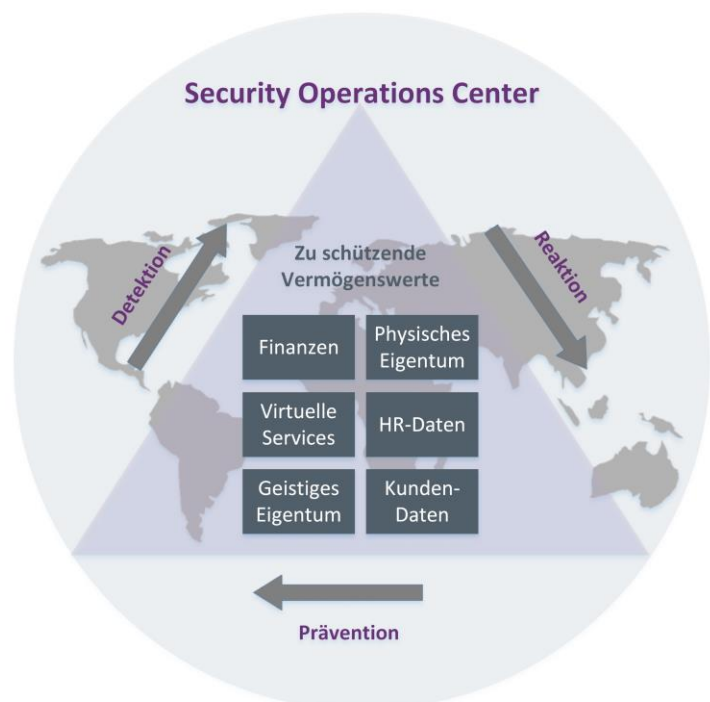 Security Operations Center
Detektion
Reaktion
Zu schützende
Vermögenswerte
Finanzen
Physisches
Eigentum
Virtuelle
Services
HR-Daten
Geistiges
Eigentum
Kunden-
Daten
Prävention